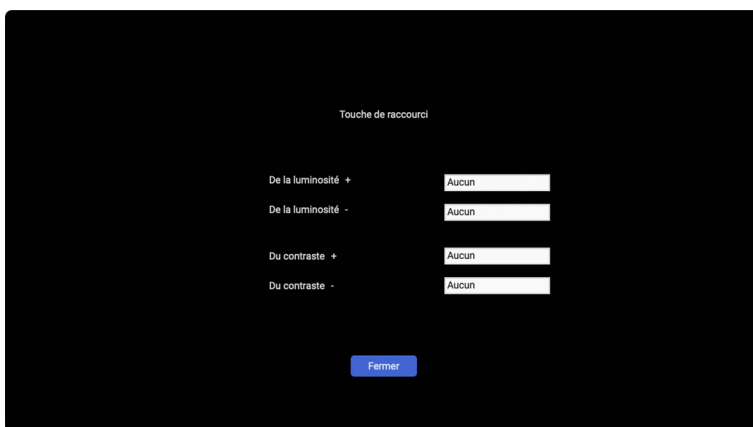 Touche de raccourci
De la luminosité + Aucun
De la luminosité - Aucun
Du contraste + Aucun
Du contraste - Aucun
Fermer